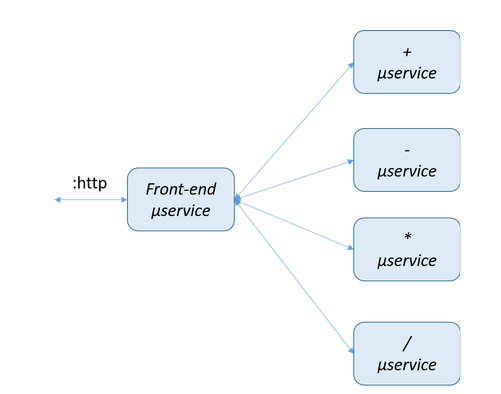 :http
Front-end
µservice
+
µservice
-
µservice
*
µservice
/
µservice